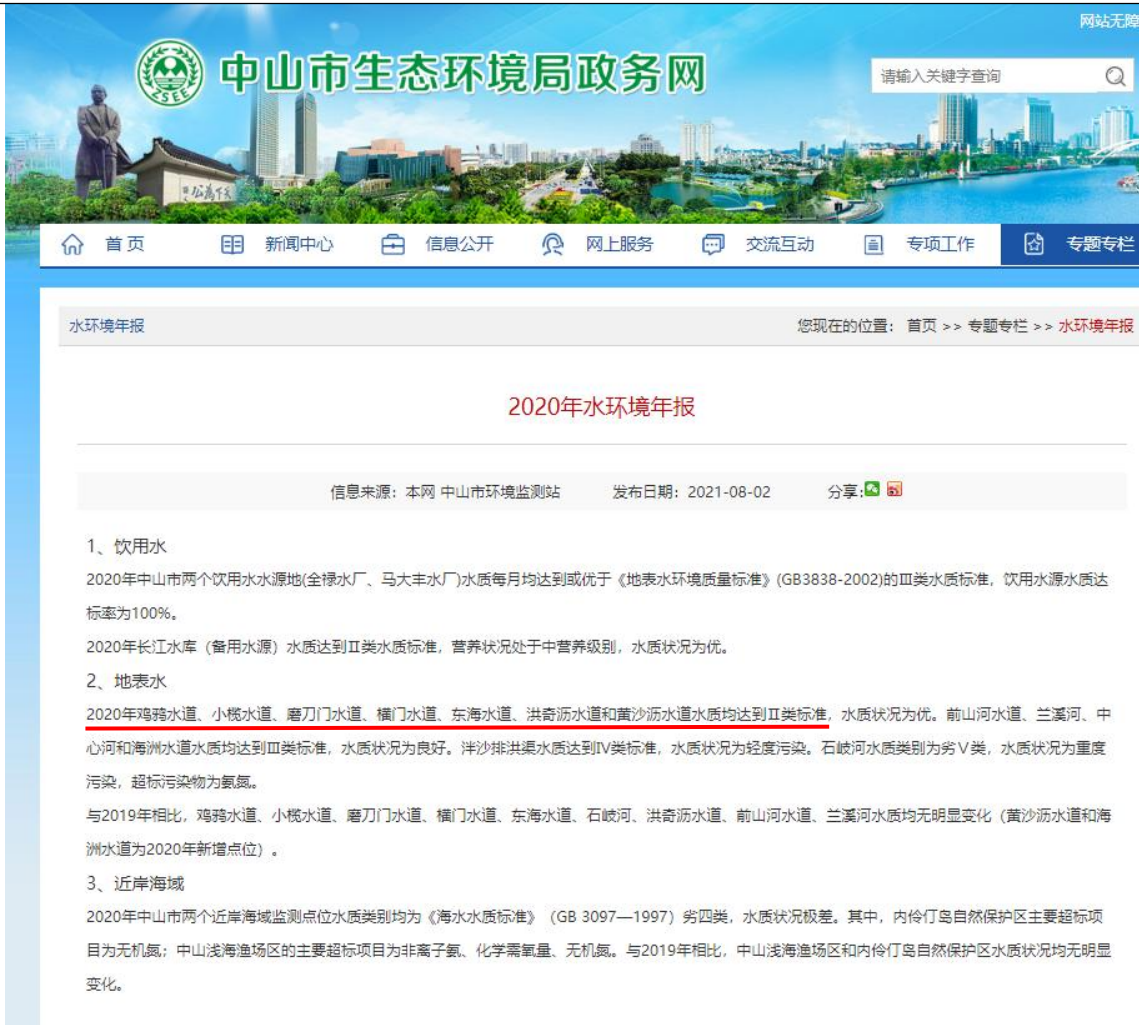 网站无障
中山市生态环境局政务网
ZSEE
请输入关键字查询
天下為公
首页
新闻中心
信息公开
网上服务
交流互动
专项工作
专题专栏
水环境年报
您现在的位置： 首页 >> 专题专栏 >> 水环境年报
2020年水环境年报
信息来源：本网 中山市环境监测站
发布日期：2021-08-02
分享:
1、饮用水
2020年中山市两个饮用水水源地(全禄水厂、马大丰水厂)水质每月均达到或优于《地表水环境质量标准》(GB3838-2002)的Ⅲ类水质标准，饮用水源水质达
标率为100%。
2020年长江水库（备用水源）水质达到Ⅱ类水质标准，营养状况处于中营养级别，水质状况为优。
2、地表水
2020年鸡鸦水道、小榄水道、磨刀门水道、横门水道、东海水道、洪奇沥水道和黄沙沥水道水质均达到Ⅱ类标准，水质状况为优。前山河水道、兰溪河、中
心河和海洲水道水质均达到Ⅲ类标准，水质状况为良好。泮沙排洪渠水质达到Ⅳ类标准，水质状况为轻度污染。石岐河水质类别为劣Ⅴ类，水质状况为重度
污染，超标污染物为氨氮。
与2019年相比，鸡鸦水道、小榄水道、磨刀门水道、横门水道、东海水道、石岐河、洪奇沥水道、前山河水道、兰溪河水质均无明显变化（黄沙沥水道和海
洲水道为2020年新增点位）。
3、近岸海域
2020年中山市两个近岸海域监测点位水质类别均为《海水水质标准》（GB 3097—1997）劣四类，水质状况极差。其中，内伶仃岛自然保护区主要超标项
目为无机氮；中山浅海渔场区的主要超标项目为非离子氨、化学需氧量、无机氮。与2019年相比，中山浅海渔场区和内伶仃岛自然保护区水质状况均无明显
变化。